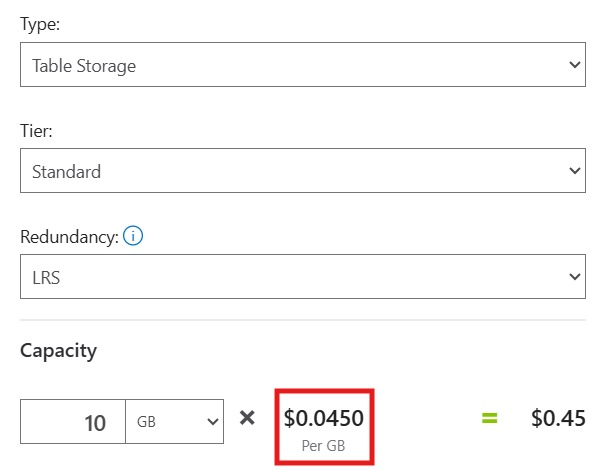 Type:
Table Storage
Tier:
Standard
Redundancy: i
LRS
Capacity
10 GB × $0.0450 = $0.45
Per GB